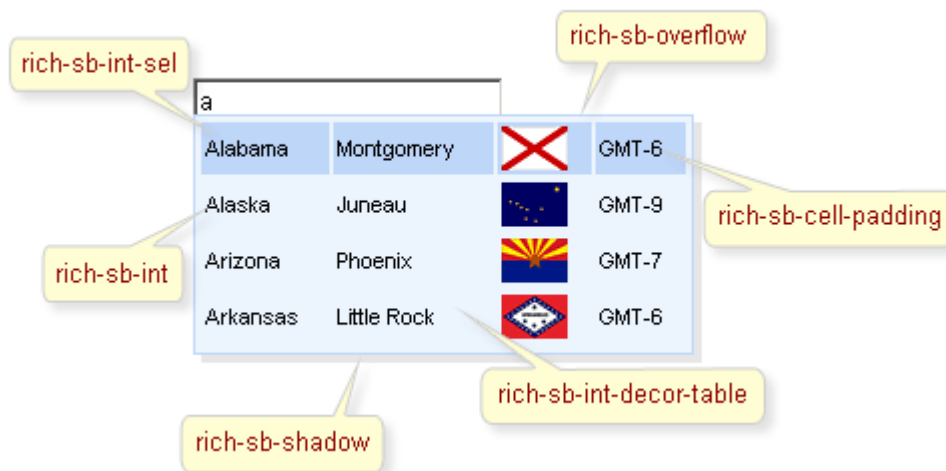 rich-sb-overflow
rich-sb-int-sel
a
Alabama Montgomery GMT-6
Alaska Juneau GMT-9
rich-sb-cell-padding
rich-sb-int
Arizona Phoenix GMT-7
Arkansas Little Rock GMT-6
rich-sb-int-decor-table
rich-sb-shadow